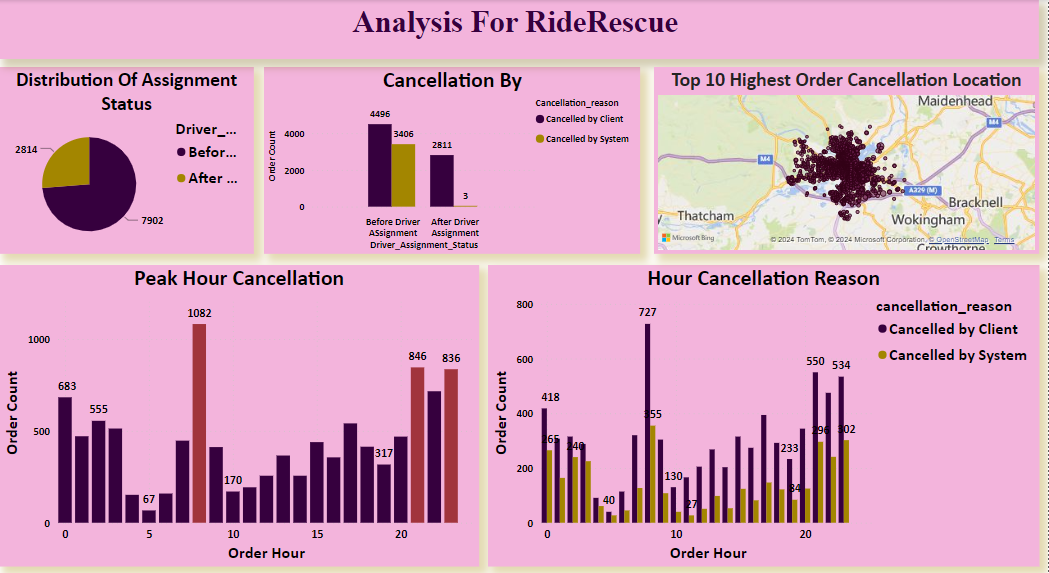 Analysis For RideRescue
Distribution Of Assignment
Status
Driver_...
Befor...
After ...
2814
7902
Cancellation By
Cancellation_reason
Cancelled by Client
Cancelled by System
Order Count
4000
2000
0
4496
3406
2811
3
Before Driver
ASsignment
After Driver
Assignment
Driver_Assignment_Status
Top 10 Highest Order Cancellation Location
Maidenhead
M4
M4
A329 (M)
Bracknell
Thatcham
Wokingham
Crowthorne
Microsoft Bing
© 2024 TomTom, © 2024 Microsoft Corporation, © OpenStreetMap Terms
Peak Hour Cancellation
Order Count
1000
500
0
683
555
67
1082
170
317
846
836
0
5
10
15
20
Order Hour
Hour Cancellation Reason
cancellation_reason
Cancelled by Client
Cancelled by System
Order Count
800
600
400
200
0
418
265
240
40
727
355
130
27
233
84
550
296
534
302
0
10
20
Order Hour